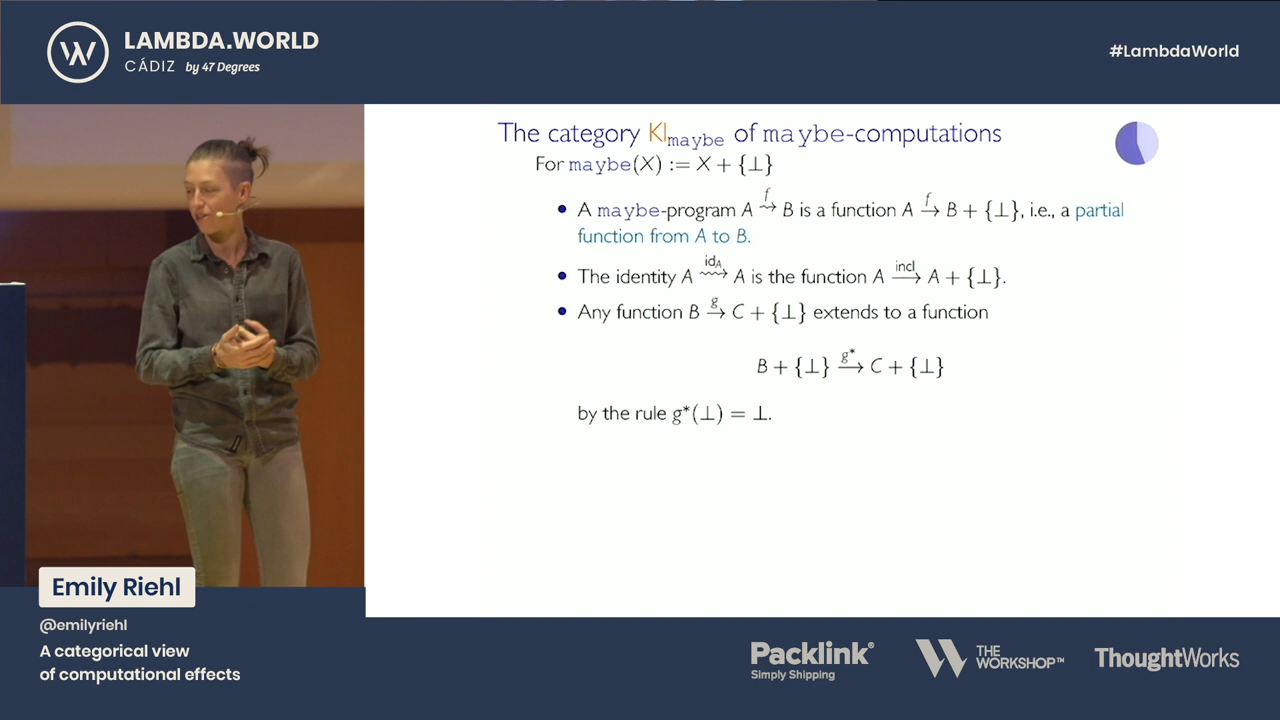 LAMBDA.WORLD
CÁDIZ by 47 Degrees
#LambdaWorld
The category Kl_maybe of maybe-computations
For maybe(X) := X + {⊥}
• A maybe-program A ⇝^f B is a function A →^f B + {⊥}, i.e., a partial
function from A to B.
• The identity A ⇝^{id_A} A is the function A →^{incl} A + {⊥}.
• Any function B →^g C + {⊥} extends to a function
B + {⊥} →^{g*} C + {⊥}
by the rule g*(⊥) = ⊥.
Emily Riehl
@emilyriehl
A categorical view
of computational effects
Packlink®
Simply Shipping
THE
WORKSHOP™
ThoughtWorks